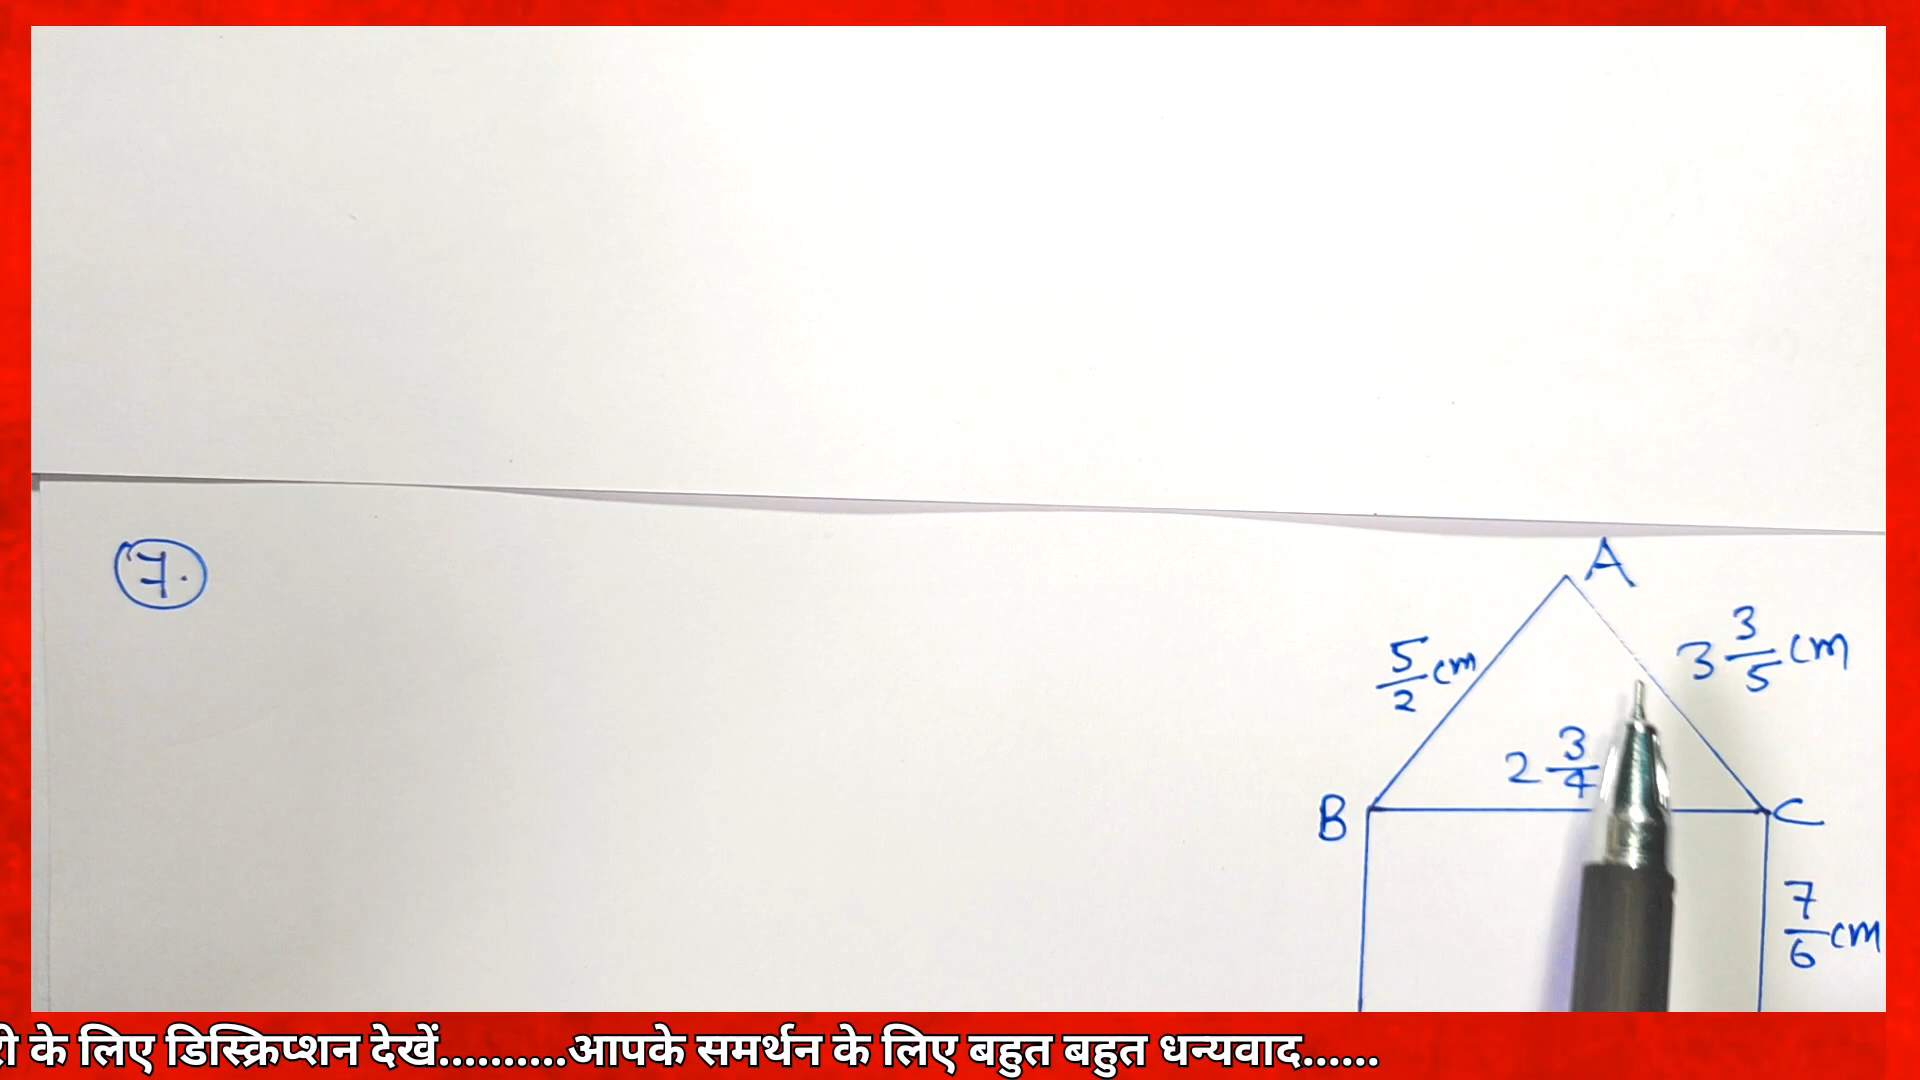 7.
A
5/2 cm
3 3/5 cm
2 3/4
B
C
7/6 cm
के लिए डिस्क्रिप्शन देखें..........आपके समर्थन के लिए बहुत बहुत धन्यवाद......